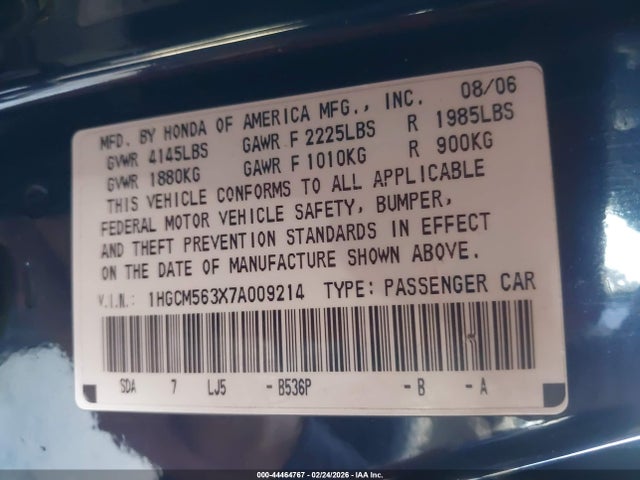 MFD. BY HONDA OF AMERICA MFG., INC. 08/06
GVWR 4145LBS GAWR F 2225LBS R 1985LBS
GVWR 1880KG GAWR F 1010KG R 900KG
THIS VEHICLE CONFORMS TO ALL APPLICABLE
FEDERAL MOTOR VEHICLE SAFETY, BUMPER,
AND THEFT PREVENTION STANDARDS IN EFFECT
ON THE DATE OF MANUFACTURE SHOWN ABOVE.
V.I.N.: 1HGCM563X7A009214 TYPE: PASSENGER CAR
SDA 7 LJ5 -B536P -B -A
000-44464767 - 02/24/2026 - IAA Inc.